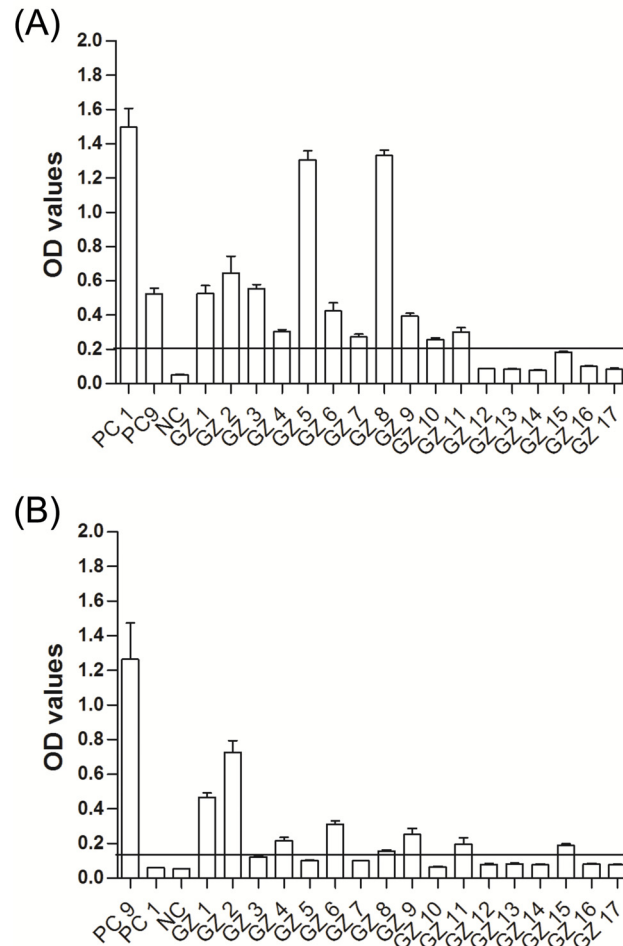 (A)
OD values
2.0
1.8
1.6
1.4
1.2
1.0
0.8
0.6
0.4
0.2
0.0
PC 1
PC9
NC
GZ 1
GZ 2
GZ 3
GZ 4
GZ 5
GZ 6
GZ 7
GZ 8
GZ 9
GZ 10
GZ 11
GZ 12
GZ 13
GZ 14
GZ 15
GZ 16
GZ 17
(B)
OD values
2.0
1.8
1.6
1.4
1.2
1.0
0.8
0.6
0.4
0.2
0.0
PC 9
PC 1
NC
GZ 1
GZ 2
GZ 3
GZ 4
GZ 5
GZ 6
GZ 7
GZ 8
GZ 9
GZ 10
GZ 11
GZ 12
GZ 13
GZ 14
GZ 15
GZ 16
GZ 17